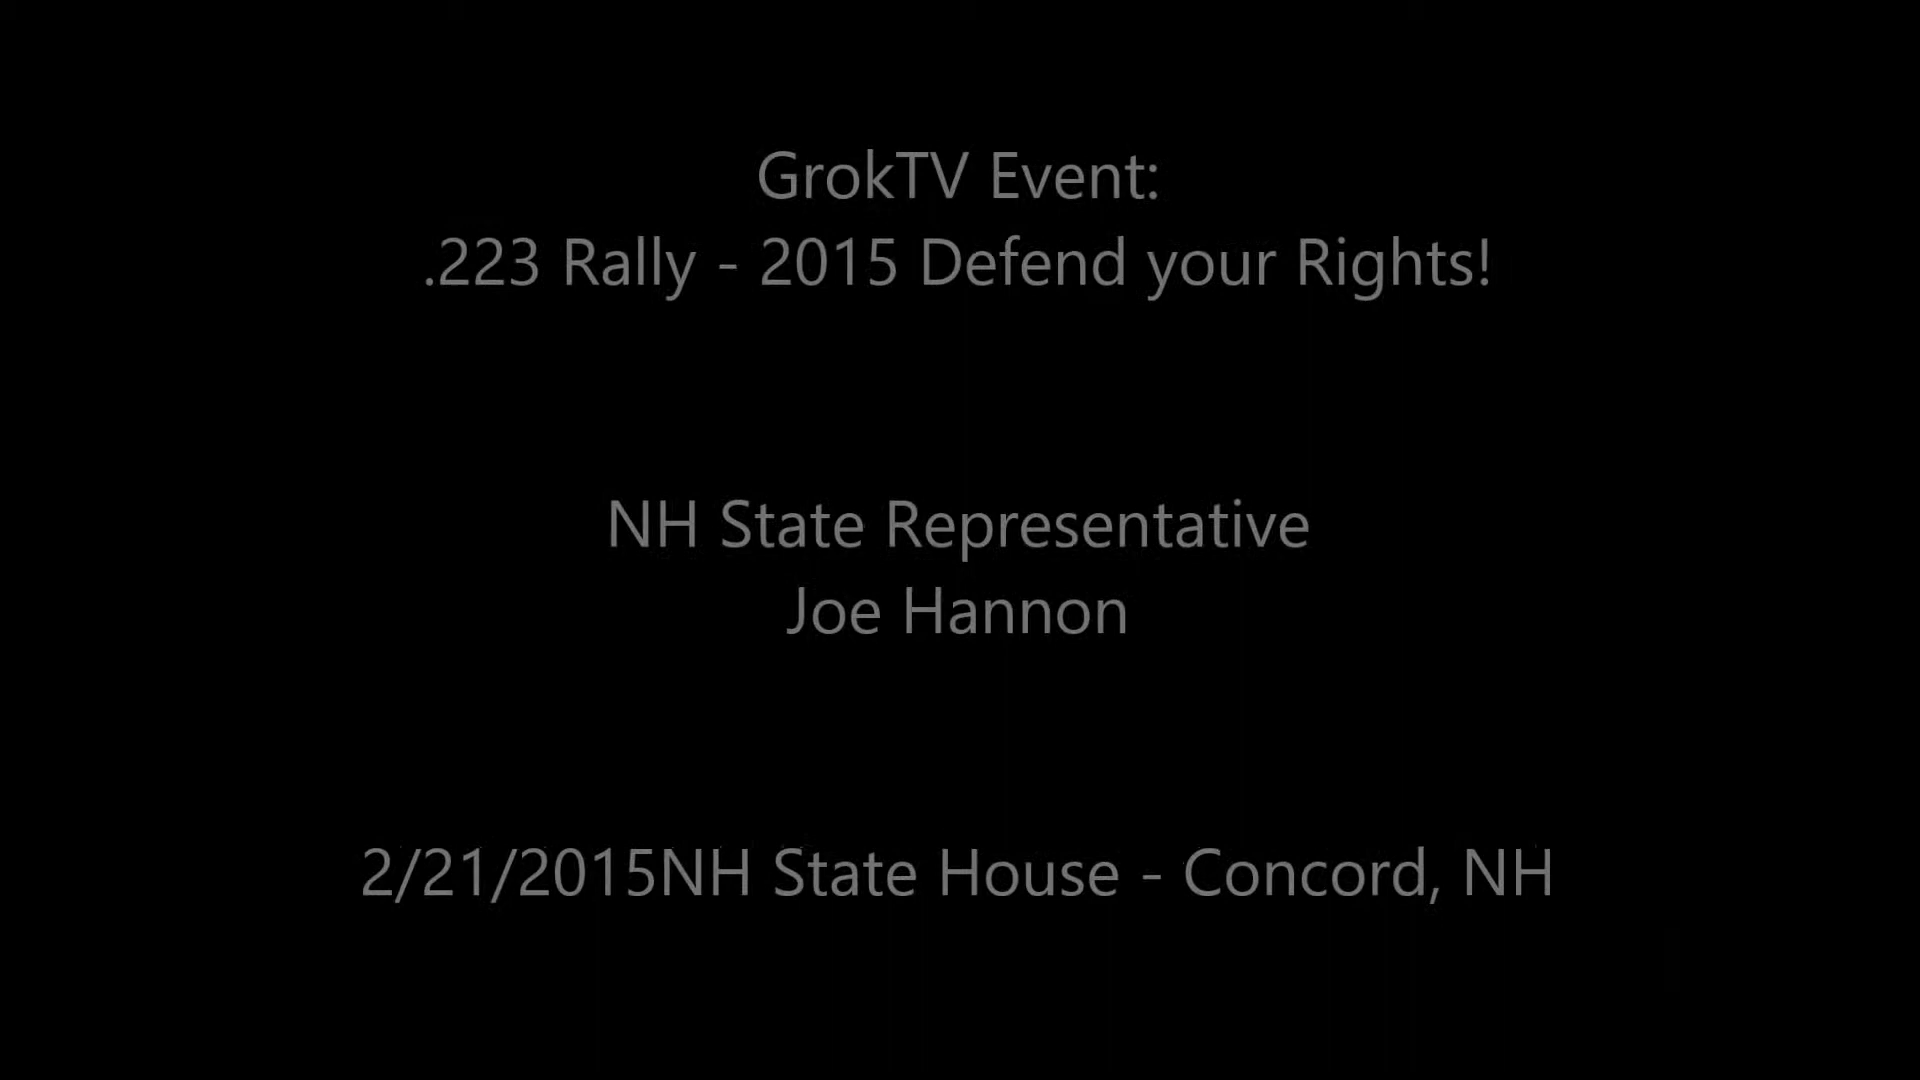 GrokTV Event:
.223 Rally - 2015 Defend your Rights!
NH State Representative
Joe Hannon
2/21/2015NH State House - Concord, NH